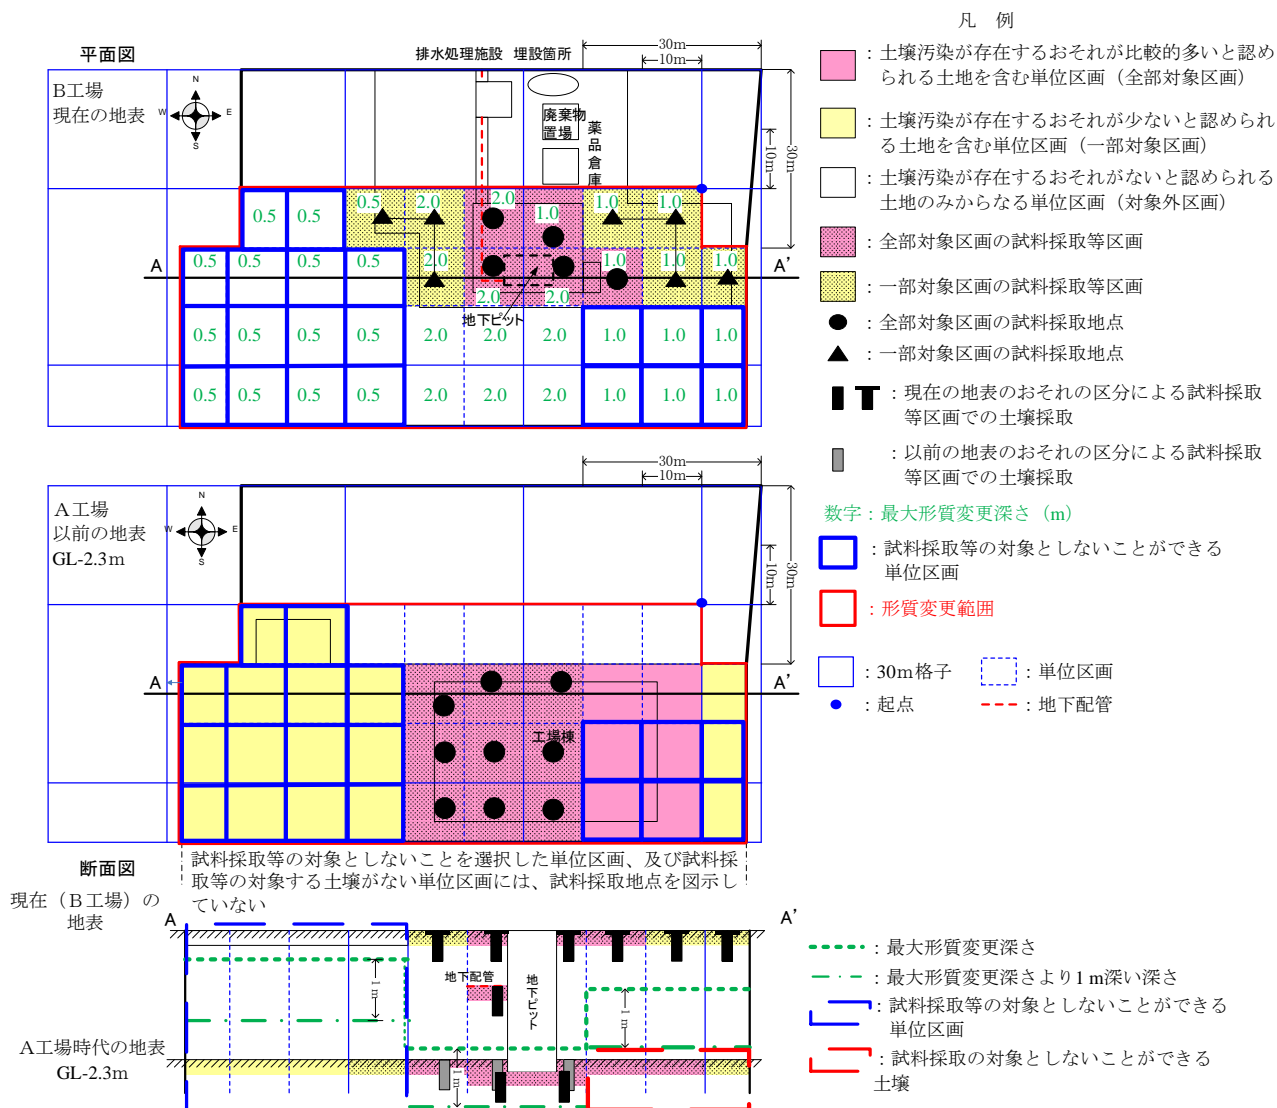 平面図
B工場
現在の地表
N
W
E
S
排水処理施設 埋設箇所
30m
10m
廃棄物
置場
薬品倉庫
10m
30m
0.5 0.5 0.5 2.0 2.0 1.0 1.0 1.0
A
0.5 0.5 0.5 0.5 2.0 1.0 1.0 1.0
A’
2.0 2.0
地下ピット
0.5 0.5 0.5 0.5 2.0 2.0 2.0 1.0 1.0 1.0
0.5 0.5 0.5 0.5 2.0 2.0 2.0 1.0 1.0 1.0
A工場
以前の地表
GL-2.3m
N
W
E
S
30m
10m
10m
30m
A
A’
工場棟
試料採取等の対象としないことを選択した単位区画、及び試料採
取等の対象する土壌がない単位区画には、試料採取地点を図示し
ていない
断面図
現在（B工場）の
地表
A
A’
1 m
地下配管
地下ピット
1 m
A工場時代の地表
GL-2.3m
1 m
凡 例
：土壌汚染が存在するおそれが比較的多いと認め
られる土地を含む単位区画（全部対象区画）
：土壌汚染が存在するおそれが少ないと認められ
る土地を含む単位区画（一部対象区画）
：土壌汚染が存在するおそれがないと認められる
土地のみからなる単位区画（対象外区画）
：全部対象区画の試料採取等区画
：一部対象区画の試料採取等区画
：全部対象区画の試料採取地点
：一部対象区画の試料採取地点
：現在の地表のおそれの区分による試料採取
等区画での土壌採取
：以前の地表のおそれの区分による試料採取
等区画での土壌採取
数字：最大形質変更深さ（m）
：試料採取等の対象としないことができる
単位区画
：形質変更範囲
：30m格子
：単位区画
：起点
：地下配管
：最大形質変更深さ
：最大形質変更深さより1 m深い深さ
：試料採取等の対象としないことができる
単位区画
：試料採取の対象としないことができる
土壌